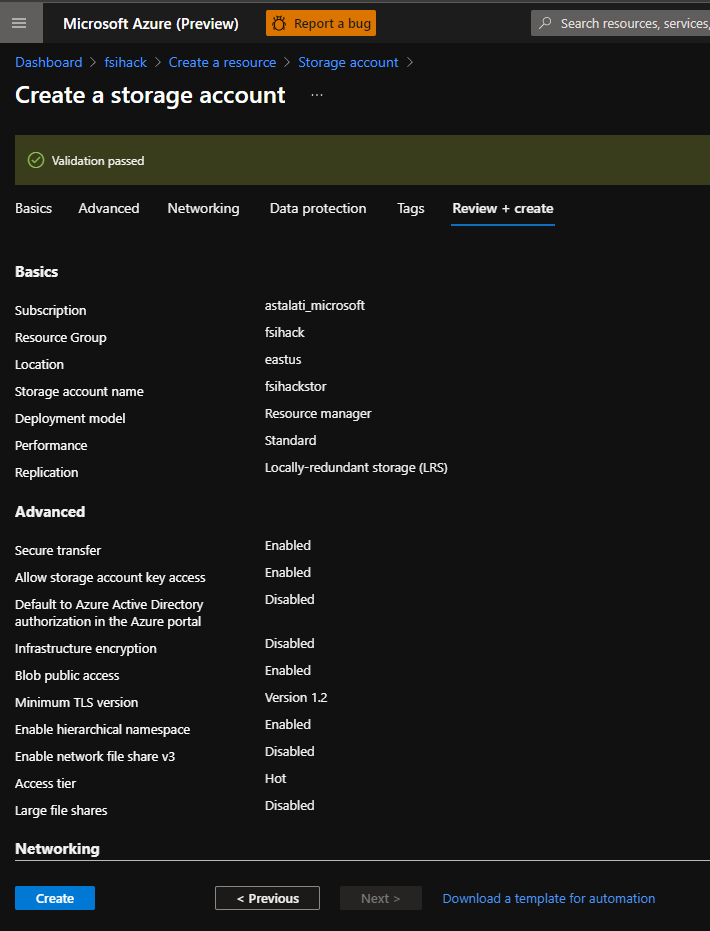 Microsoft Azure (Preview) Report a bug Search resources, services,
Dashboard > fsihack > Create a resource > Storage account >
Create a storage account ...
Validation passed
Basics Advanced Networking Data protection Tags Review + create
Basics
Subscription astalati_microsoft
Resource Group fsihack
Location eastus
Storage account name fsihackstor
Deployment model Resource manager
Performance Standard
Replication Locally-redundant storage (LRS)
Advanced
Secure transfer Enabled
Allow storage account key access Enabled
Default to Azure Active Directory Disabled
authorization in the Azure portal
Infrastructure encryption Disabled
Blob public access Enabled
Minimum TLS version Version 1.2
Enable hierarchical namespace Enabled
Enable network file share v3 Disabled
Access tier Hot
Large file shares Disabled
Networking
Create < Previous Next > Download a template for automation